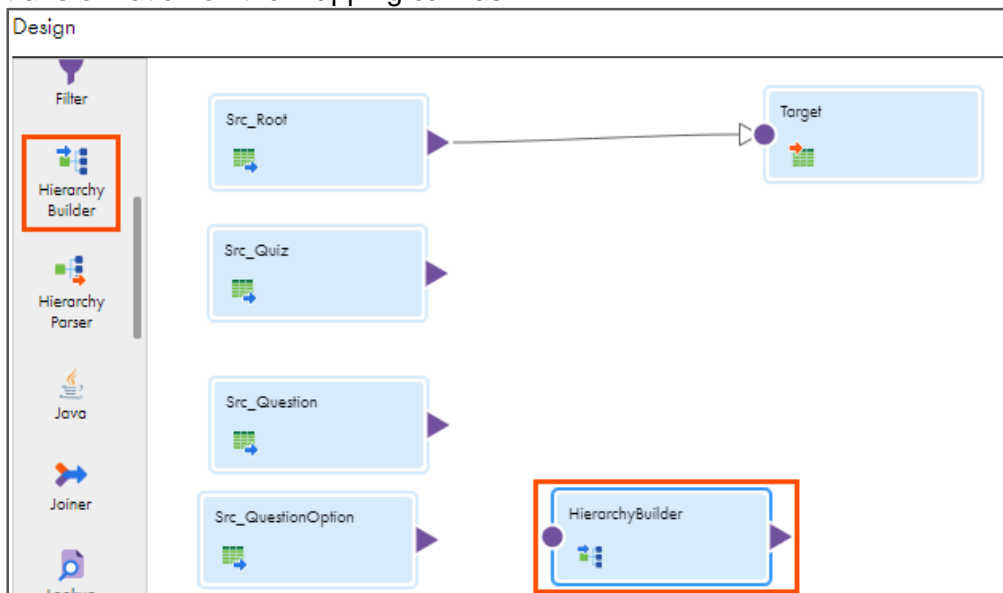 Design
Filter
Hierarchy
Builder
Hierarchy
Parser
Java
Joiner
Src_Root
Target
Src_Quiz
Src_Question
Src_QuestionOption
HierarchyBuilder